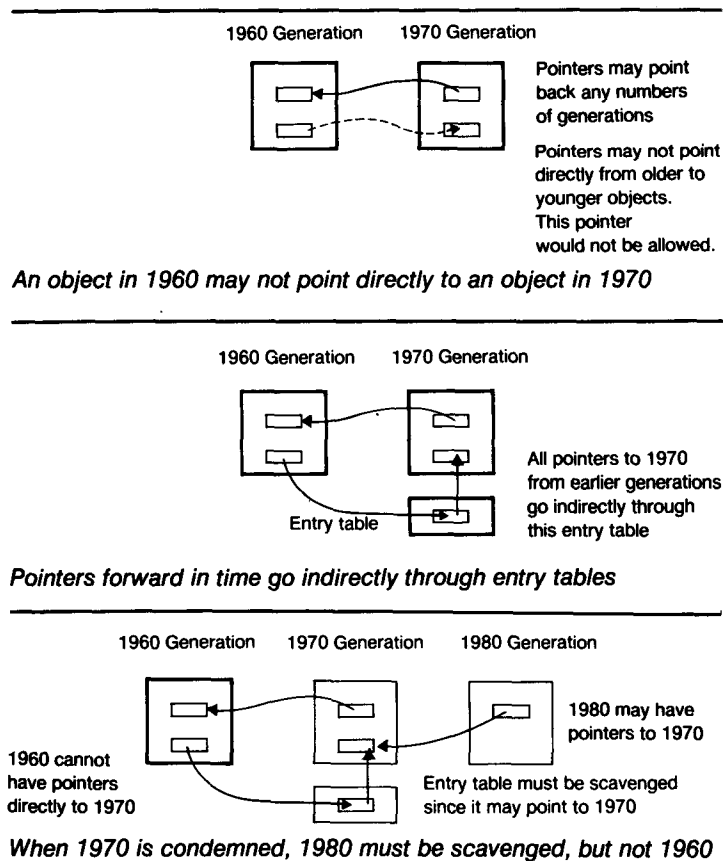 1960 Generation 1970 Generation
Pointers may point
back any numbers
of generations
Pointers may not point
directly from older to
younger objects.
This pointer
would not be allowed.
An object in 1960 may not point directly to an object in 1970
1960 Generation 1970 Generation
All pointers to 1970
from earlier generations
go indirectly through
this entry table
Entry table
Pointers forward in time go indirectly through entry tables
1960 Generation 1970 Generation 1980 Generation
1980 may have
pointers to 1970
1960 cannot
have pointers
directly to 1970
Entry table must be scavenged
since it may point to 1970
When 1970 is condemned, 1980 must be scavenged, but not 1960